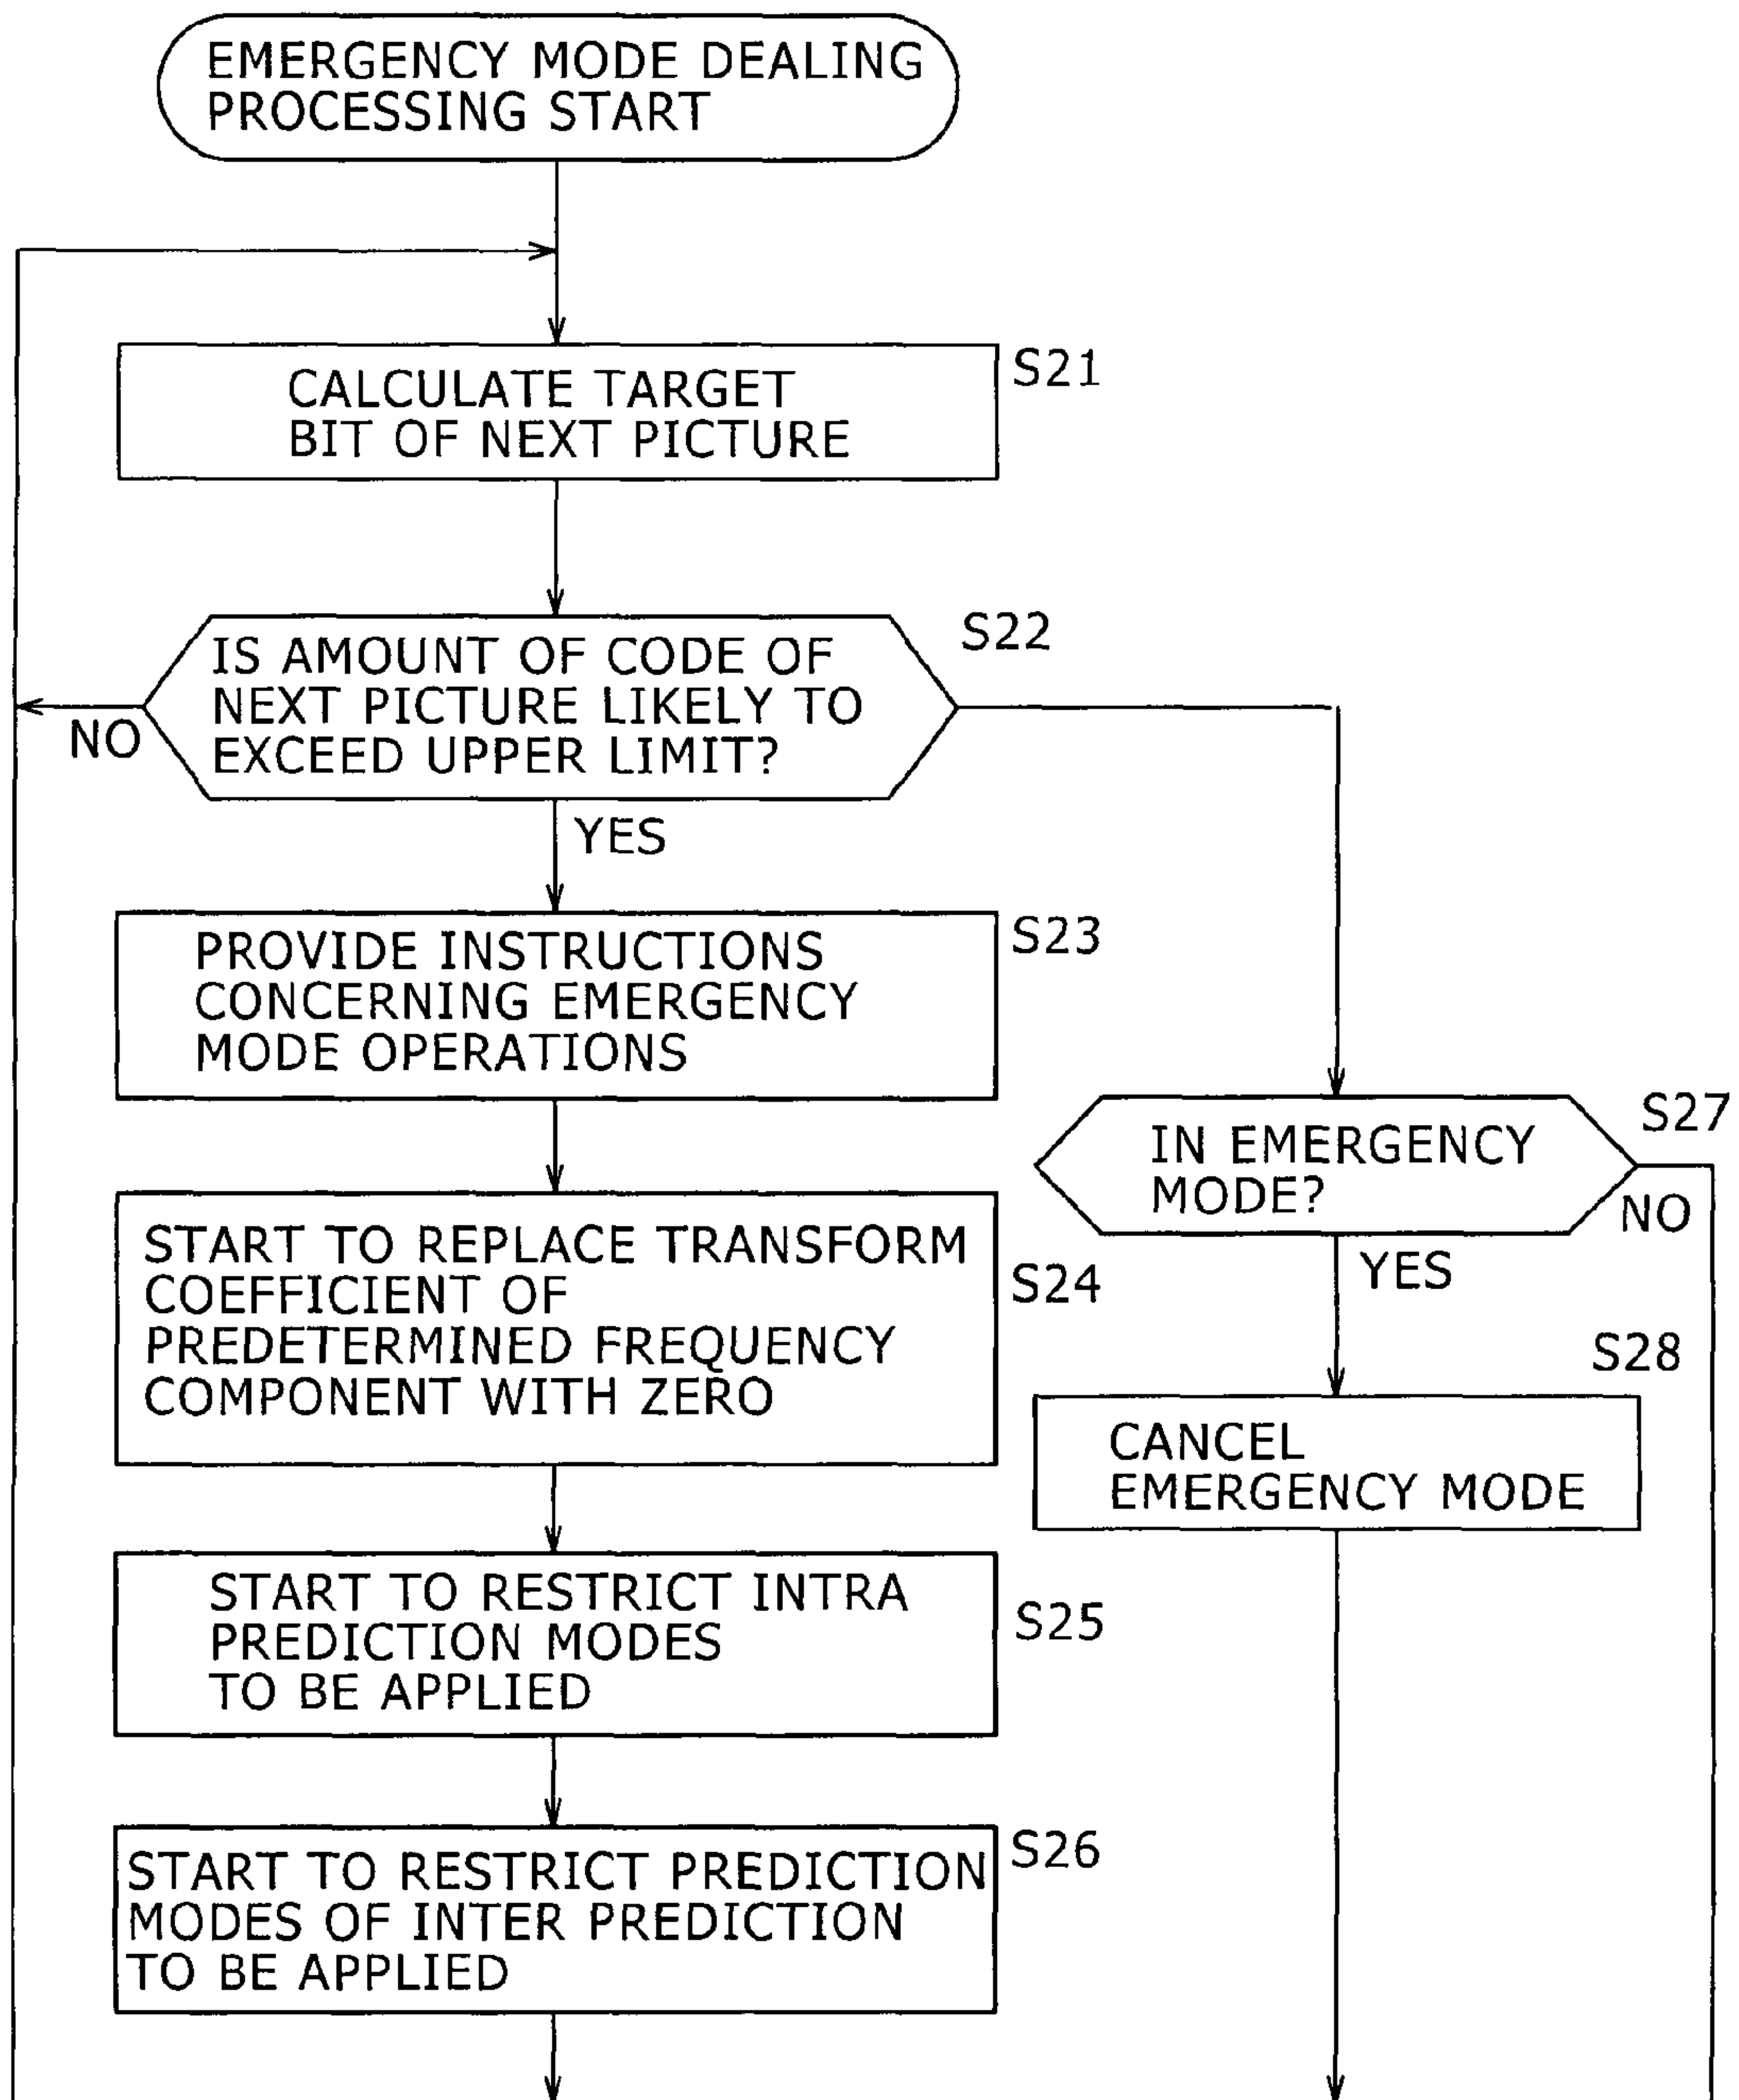 EMERGENCY MODE DEALING
PROCESSING START
CALCULATE TARGET
BIT OF NEXT PICTURE
S21
IS AMOUNT OF CODE OF
NEXT PICTURE LIKELY TO
EXCEED UPPER LIMIT?
S22
NO
YES
PROVIDE INSTRUCTIONS
CONCERNING EMERGENCY
MODE OPERATIONS
S23
START TO REPLACE TRANSFORM
COEFFICIENT OF
PREDETERMINED FREQUENCY
COMPONENT WITH ZERO
S24
START TO RESTRICT INTRA
PREDICTION MODES
TO BE APPLIED
S25
START TO RESTRICT PREDICTION
MODES OF INTER PREDICTION
TO BE APPLIED
S26
IN EMERGENCY
MODE?
S27
NO
YES
S28
CANCEL
EMERGENCY MODE